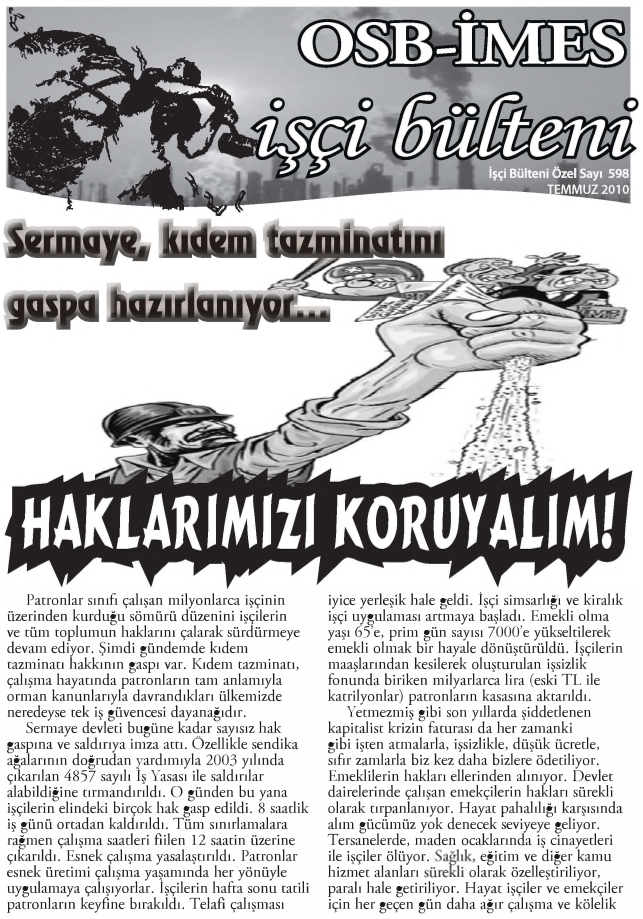 OSB-İMES
işçi bülteni
İşçi Bülteni Özel Sayı 598
TEMMUZ 2010
Sermaye, kıdem tazminatını
gaspa hazırlanıyor...
HAKLARIMIZI KORUYALIM!
Patronlar sınıfı çalışan milyonlarca işçinin
üzerinden kurduğu sömürü düzenini işçilerin
ve tüm toplumun haklarını çalarak sürdürmeye
devam ediyor. Şimdi gündemde kıdem
tazminatı hakkının gaspı var. Kıdem tazminatı,
çalışma hayatında patronların tam anlamıyla
orman kanunlarıyla davrandıkları ülkemizde
neredeyse tek iş güvencesi dayanağıdır.
Sermaye devleti bugüne kadar sayısız hak
gaspına ve saldırıya imza attı. Özellikle sendika
ağalarının doğrudan yardımıyla 2003 yılında
çıkarılan 4857 sayılı İş Yasası ile saldırılar
alabildiğine tırmandırıldı. O günden bu yana
işçilerin elindeki birçok hak gasp edildi. 8 saatlik
iş günü ortadan kaldırıldı. Tüm sınırlamalara
rağmen çalışma saatleri fiilen 12 saatin üzerine
çıkarıldı. Esnek çalışma yasalaştırıldı. Patronlar
esnek üretimi çalışma yaşamında her yönüyle
uygulamaya çalışıyorlar. İşçilerin hafta sonu tatili
patronların keyfine bırakıldı. Telafi çalışması
iyice yerleşik hale geldi. İşçi simsarlığı ve kiralık
işçi uygulaması artmaya başladı. Emekli olma
yaşı 65'e, prim gün sayısı 7000'e yükseltilerek
emekli olmak bir hayale dönüştürüldü. İşçilerin
maaşlarından kesilerek oluşturulan işsizlik
fonunda biriken milyarlarca lira (eski TL ile
katrilyonlar) patronların kasasına aktarıldı.
Yetmezmiş gibi son yıllarda şiddetlenen
kapitalist krizin faturası da her zamanki
gibi işten atmalarla, işsizlikle, düşük ücretle,
sıfır zamlarla biz kez daha bizlere ödetiliyor.
Emeklilerin hakları ellerinden alınıyor. Devlet
dairelerinde çalışan emekçilerin hakları sürekli
olarak tırpanlanıyor. Hayat pahalılığı karşısında
alım gücümüz yok denecek seviyeye geliyor.
Tersanelerde, maden ocaklarında iş cinayetleri
ile işçiler ölüyor. Sağlık, eğitim ve diğer kamu
hizmet alanları sürekli olarak özelleştiriliyor,
paralı hale getiriliyor. Hayat işçiler ve emekçiler
için her geçen gün daha ağır çalışma ve kölelik